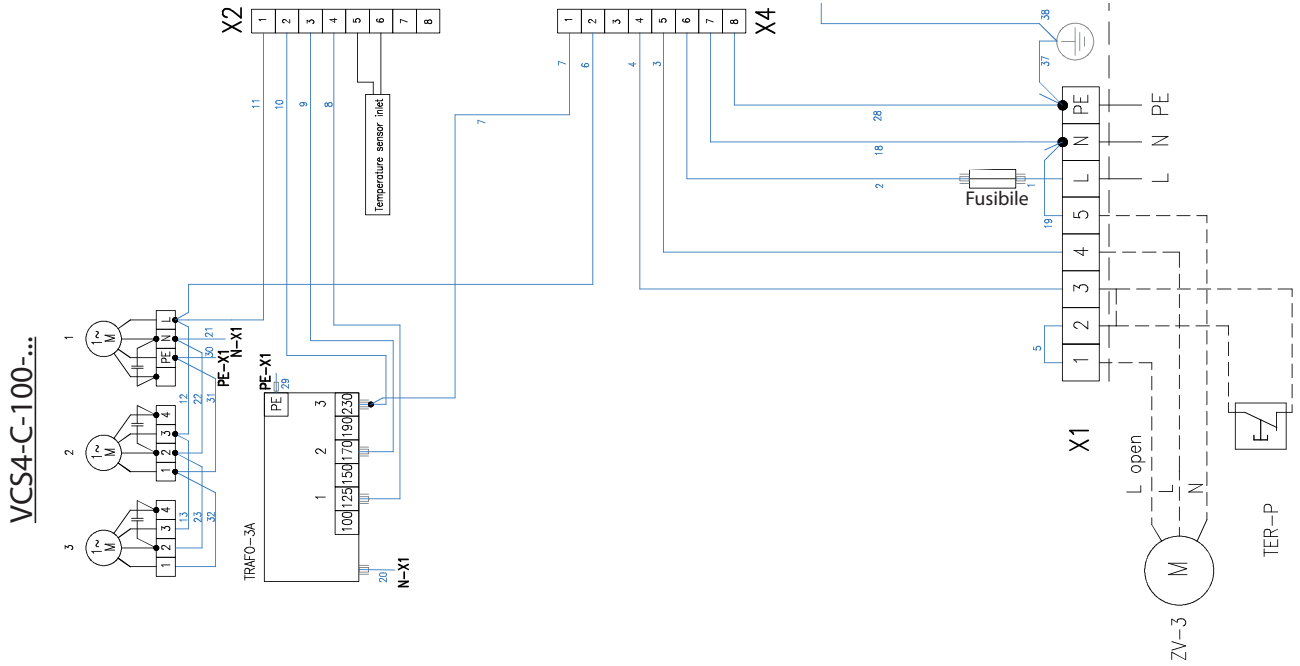 VCS4-C-100-...
X2
1 2 3 4 5 6 7 8
11 10 9 8
Temperature sensor inlet
X4
1 2 3 4 5 6 7 8
7 6 4 3
7
38
37
28
18
2
1
Fusibile
19
5
X1
1 2 3 4 5 L N PE
L N PE
L open
L
N
M
ZV-3
TER-P
1
1~
M
PE N L
21
30
N-X1
PE-X1
12 22 31
2
1~
M
1 2 3 4
13 23 32
3
1~
M
1 2 3 4
TRAFO-3A
PE
PE-X1
29
1 2 3
100 125 150 170 190 230
20
N-X1